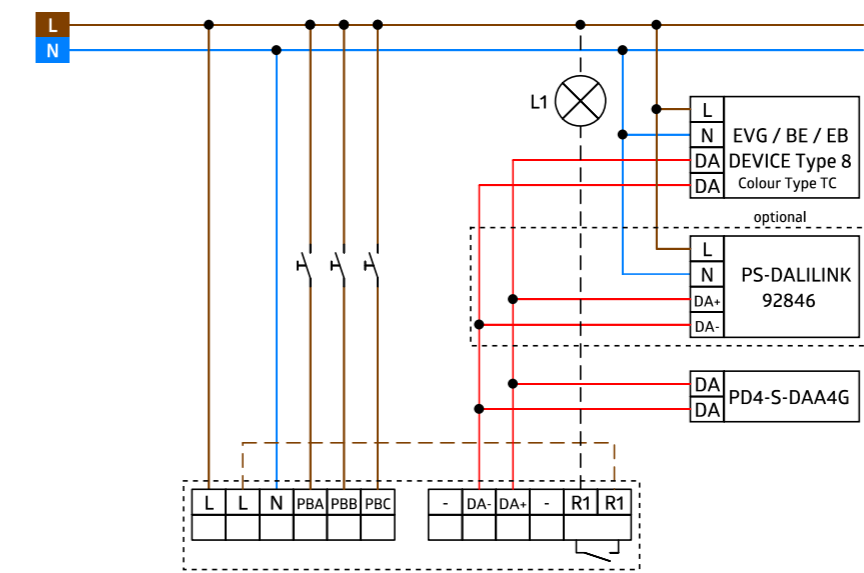 L
N
L1
L
N
DA
DA
EVG / BE / EB
DEVICE Type 8
Colour Type TC
optional
L
N
DA+
DA-
PS-DALILINK
92846
DA
DA
PD4-S-DAA4G
L L N PBA PBB PBC - DA- DA+ - R1 R1